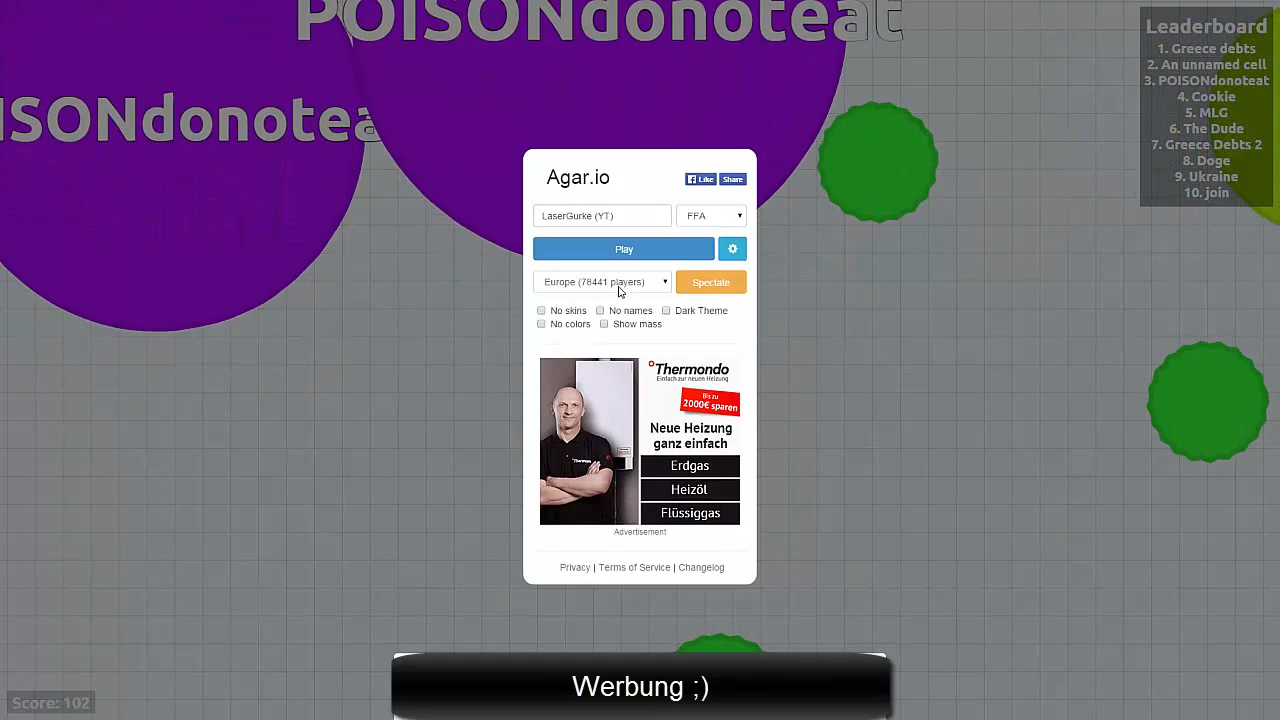 POISONdonoteat
ISONdonotea
Leaderboard
1. Greece debts
2. An unnamed cell
3. POISONdonoteat
4. Cookie
5. MLG
6. The Dude
7. Greece Debts 2
8. Doge
9. Ukraine
10. join
Agar.io
Like Share
LaserGurke (YT) FFA
Play
Europe (78441 players) Spectate
No skins No names Dark Theme
No colors Show mass
Thermondo
Einfach zur neuen Heizung
Bis zu
2000€ sparen
Neue Heizung
ganz einfach
Erdgas
Heizöl
Flüssiggas
Advertisement
Privacy | Terms of Service | Changelog
Werbung ;)
Score: 102